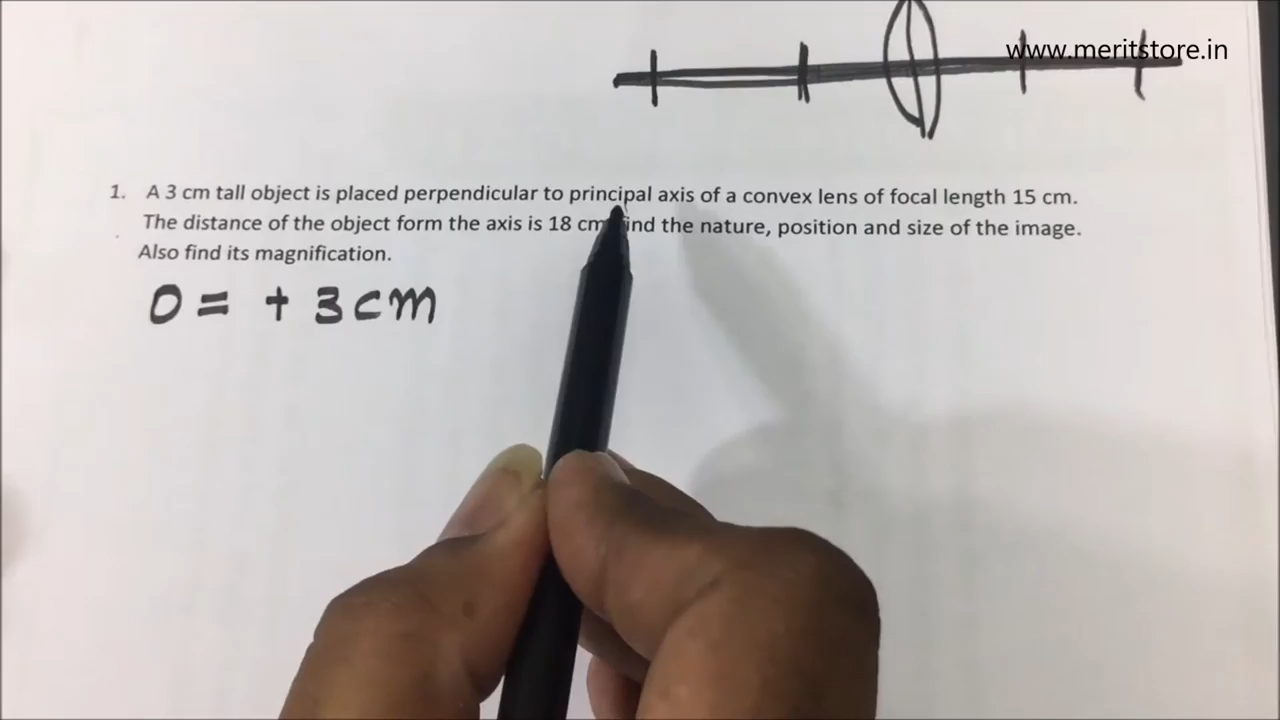 www.meritstore.in
1. A 3 cm tall object is placed perpendicular to principal axis of a convex lens of focal length 15 cm.
The distance of the object form the axis is 18 cm find the nature, position and size of the image.
Also find its magnification.
O = + 3 cm